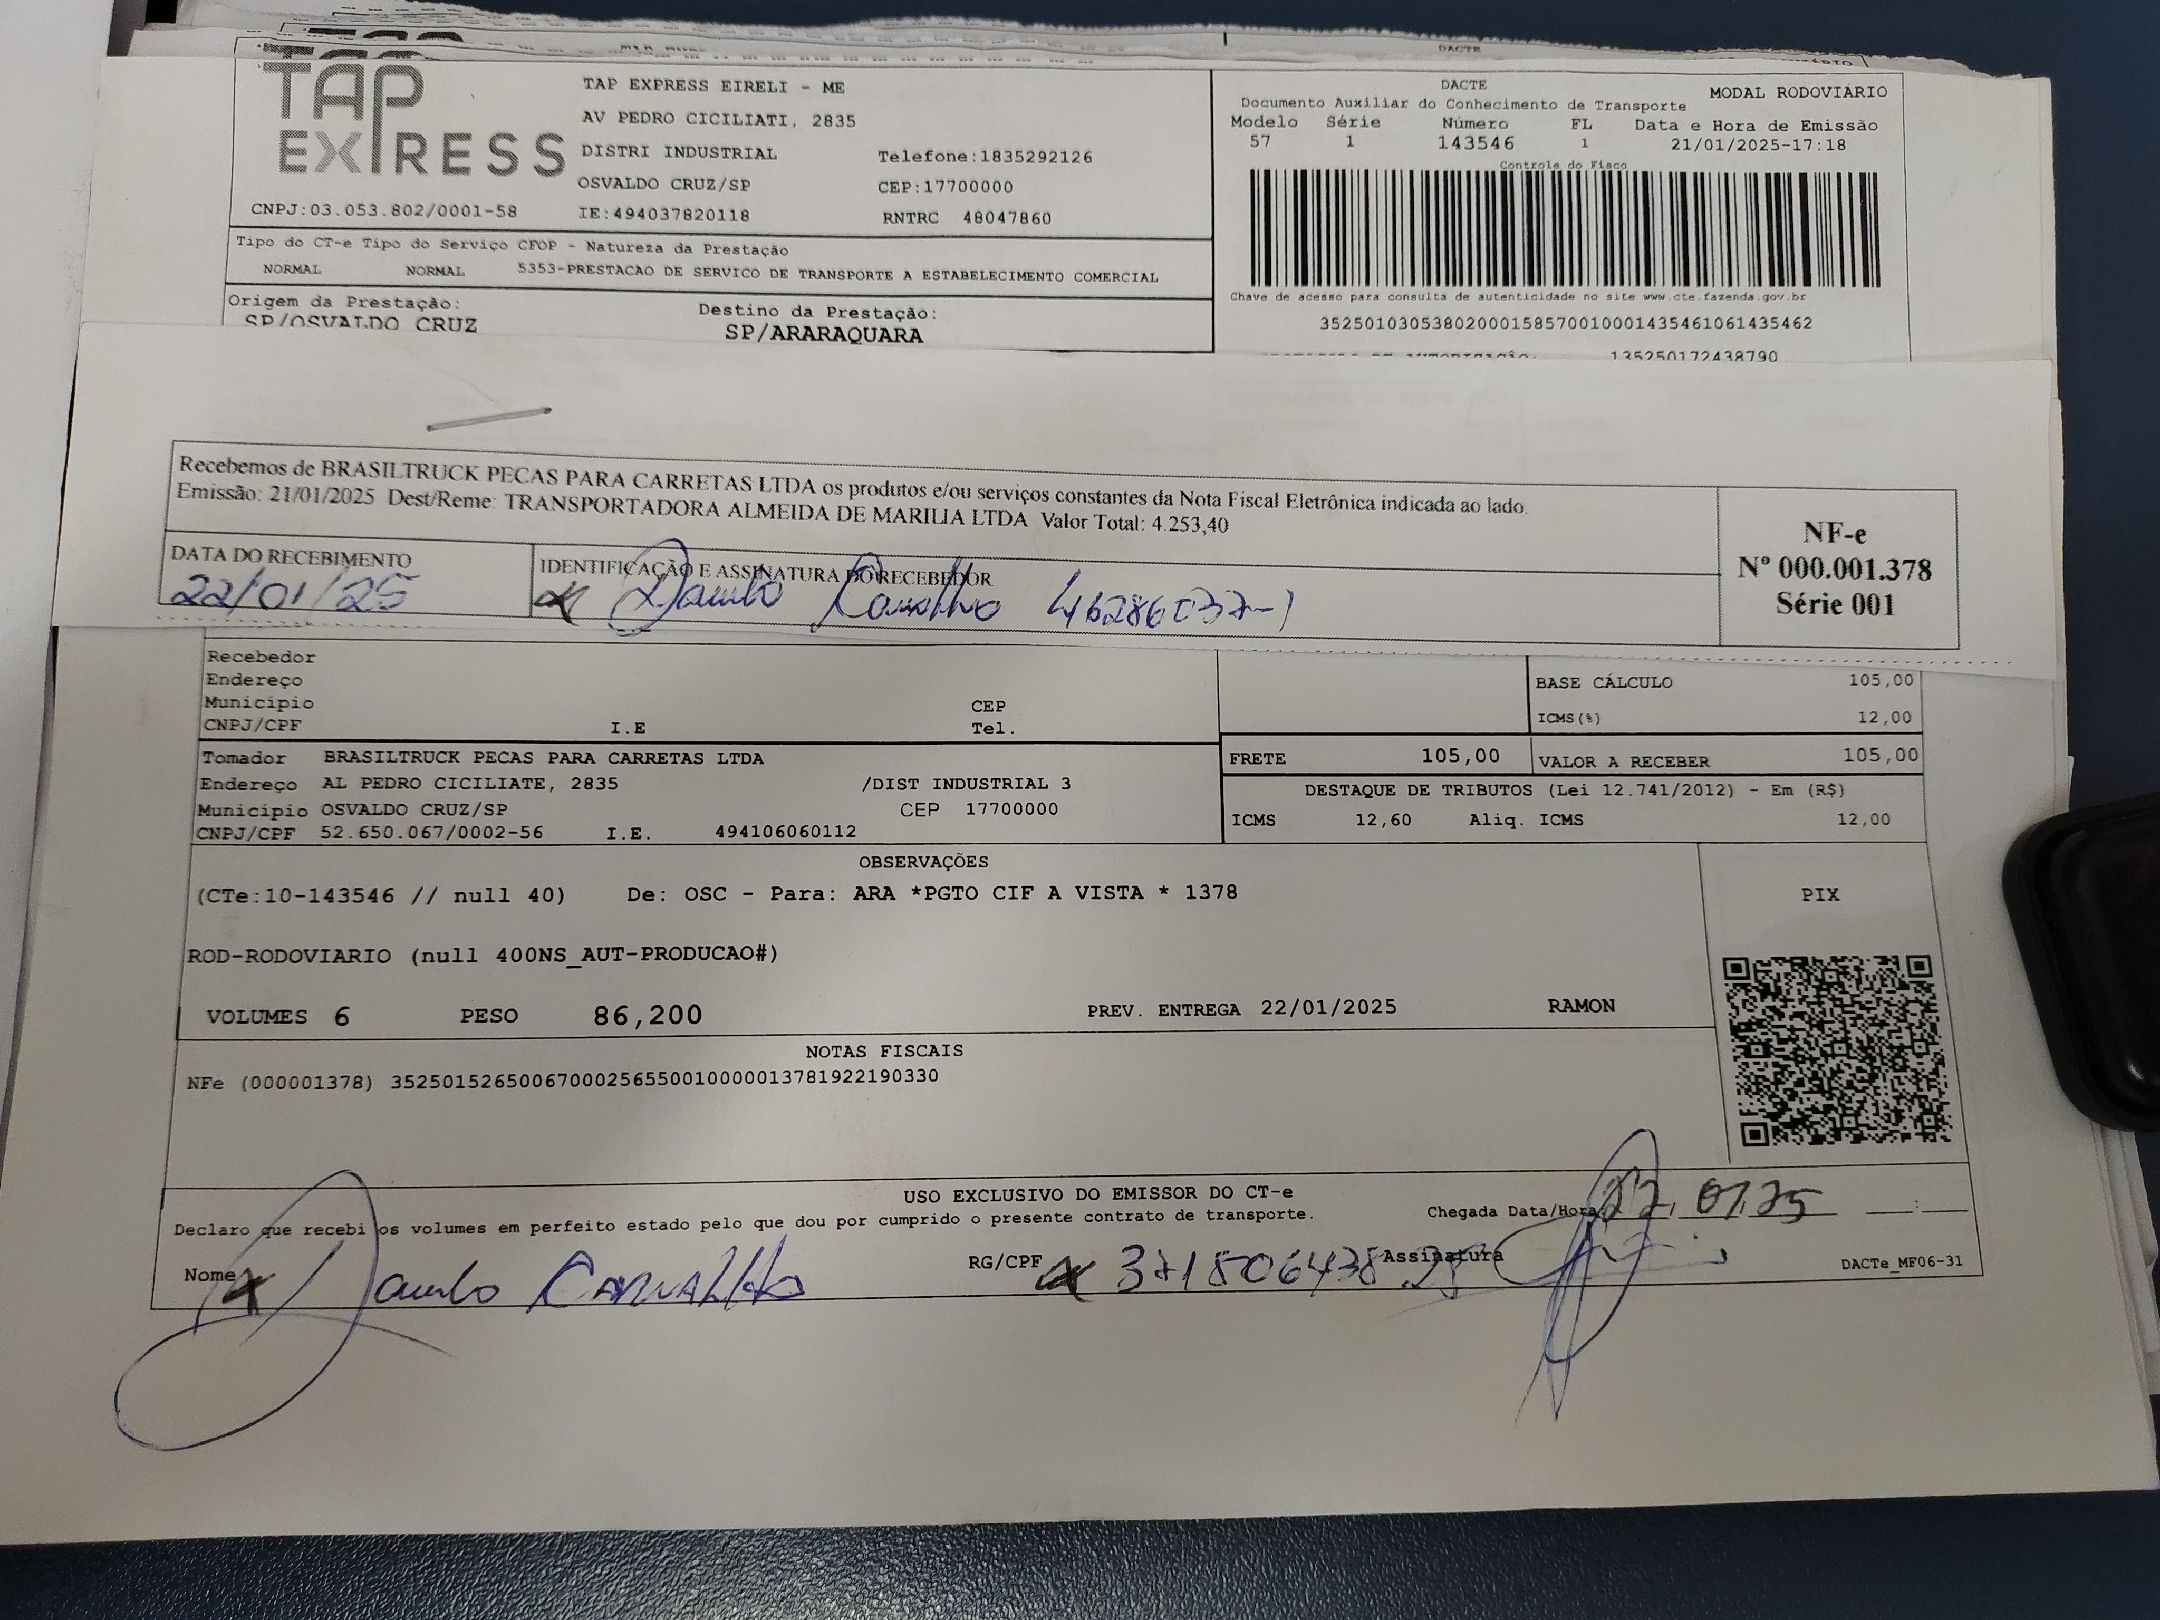 DACTE
TAP EXPRESS
TAP EXPRESS EIRELI - ME
AV PEDRO CICILIATI, 2835
DISTRI INDUSTRIAL
Telefone:1835292126
OSVALDO CRUZ/SP
CEP:17700000
CNPJ:03.053.802/0001-58
IE:494037820118
RNTRC 48047860
DACTE
MODAL RODOVIÁRIO
Documento Auxiliar do Conhecimento de Transporte
Modelo Série Número FL Data e Hora de Emissão
57 1 143546 1 21/01/2025-17:18
Controle do Fisco
Tipo do CT-e Tipo do Serviço CFOP - Natureza da Prestação
NORMAL NORMAL 5353-PRESTACAO DE SERVICO DE TRANSPORTE A ESTABELECIMENTO COMERCIAL
Chave de acesso para consulta de autenticidade no site www.cte.fazenda.gov.br
35250103053802000158570010001435461061435462
Origem da Prestação: Destino da Prestação:
SP/OSVALDO CRUZ SP/ARARAQUARA
135250172438790
Recebemos de BRASILTRUCK PECAS PARA CARRETAS LTDA os produtos e/ou serviços constantes da Nota Fiscal Eletrônica indicada ao lado.
Emissão: 21/01/2025 Dest/Reme: TRANSPORTADORA ALMEIDA DE MARILIA LTDA Valor Total: 4.253,40
DATA DO RECEBIMENTO
22/01/25
IDENTIFICAÇÃO E ASSINATURA DO RECEBEDOR
Danilo Carvalho 46286037-1
NF-e
Nº 000.001.378
Série 001
Recebedor
Endereço
Município CEP
CNPJ/CPF I.E Tel.
BASE CÁLCULO 105,00
ICMS(%) 12,00
Tomador BRASILTRUCK PECAS PARA CARRETAS LTDA
Endereço AL PEDRO CICILIATE, 2835 /DIST INDUSTRIAL 3
Município OSVALDO CRUZ/SP CEP 17700000
CNPJ/CPF 52.650.067/0002-56 I.E. 494106060112
FRETE 105,00 VALOR A RECEBER 105,00
DESTAQUE DE TRIBUTOS (Lei 12.741/2012) - Em (R$)
ICMS 12,60 Aliq. ICMS 12,00
OBSERVAÇÕES
(CTe:10-143546 // null 40) De: OSC - Para: ARA *PGTO CIF A VISTA * 1378
ROD-RODOVIARIO (null 400NS_AUT-PRODUCAO#)
PIX
VOLUMES 6 PESO 86,200 PREV. ENTREGA 22/01/2025 RAMON
NOTAS FISCAIS
NFe (000001378) 35250152650067000256550010000013781922190330
USO EXCLUSIVO DO EMISSOR DO CT-e
Declaro que recebi os volumes em perfeito estado pelo que dou por cumprido o presente contrato de transporte.
Chegada Data/Hora 22.01.25 :
Nome Danilo Carvalho RG/CPF 371806438 25 Assinatura
DACTe_MF06-31